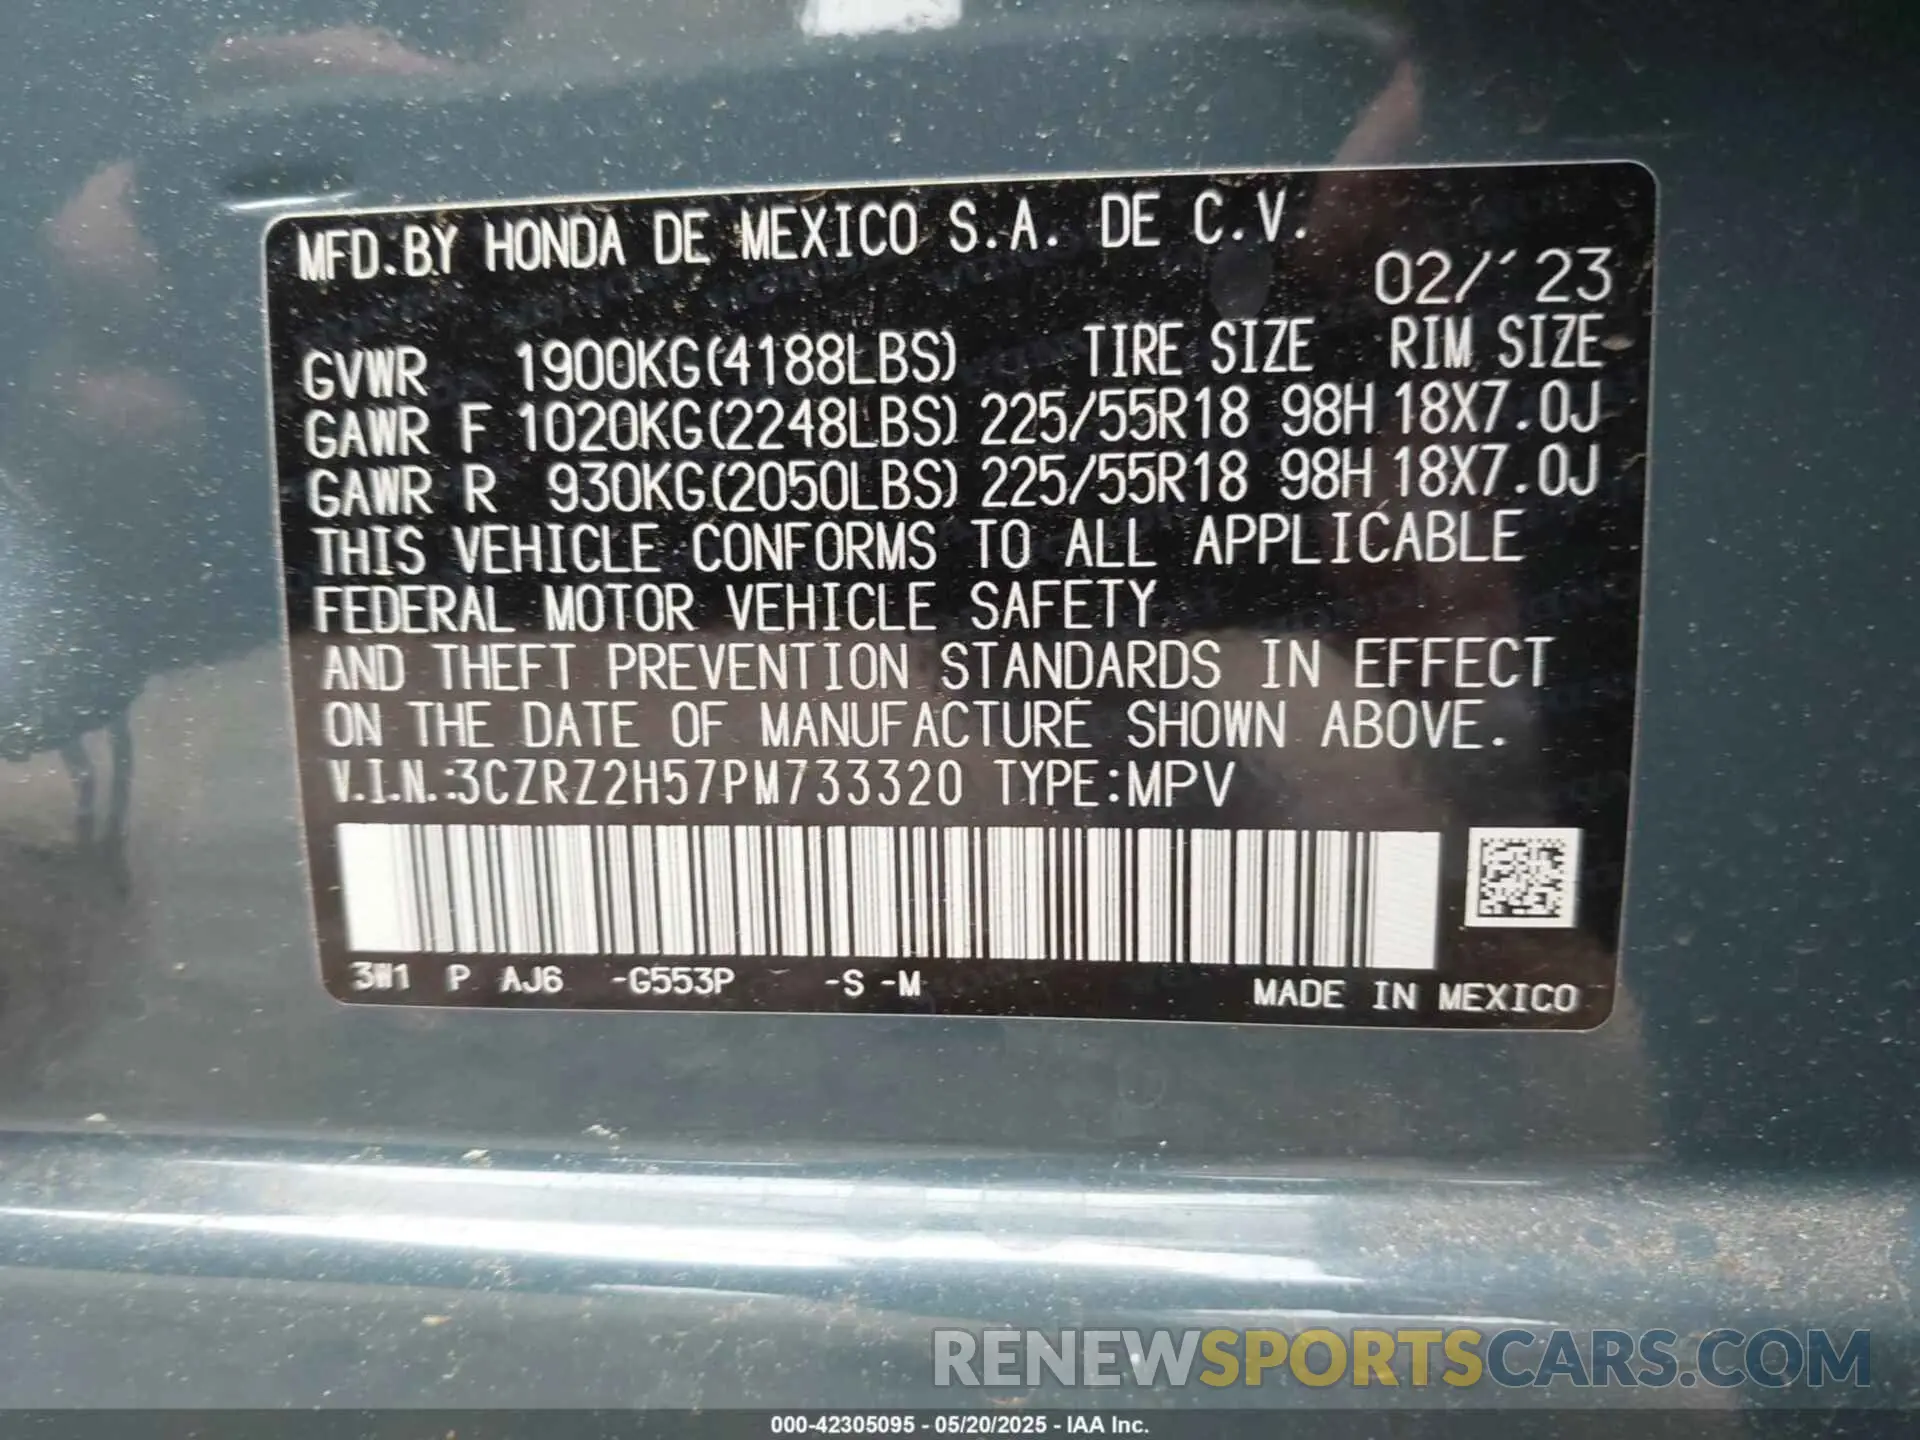 MFD.BY HONDA DE MEXICO S.A. DE C.V.
02/´23
GVWR 1900KG(4188LBS) TIRE SIZE RIM SIZE
GAWR F 1020KG(2248LBS) 225/55R18 98H 18X7.0J
GAWR R 930KG(2050LBS) 225/55R18 98H 18X7.0J
THIS VEHICLE CONFORMS TO ALL APPLICABLE
FEDERAL MOTOR VEHICLE SAFETY
AND THEFT PREVENTION STANDARDS IN EFFECT
ON THE DATE OF MANUFACTURE SHOWN ABOVE.
V.I.N.:3CZRZ2H57PM733320 TYPE:MPV
3W1 P AJ6 -G553P -S -M MADE IN MEXICO
RENEWSPORTSCARS.COM
000-42305095 - 05/20/2025 - IAA Inc.